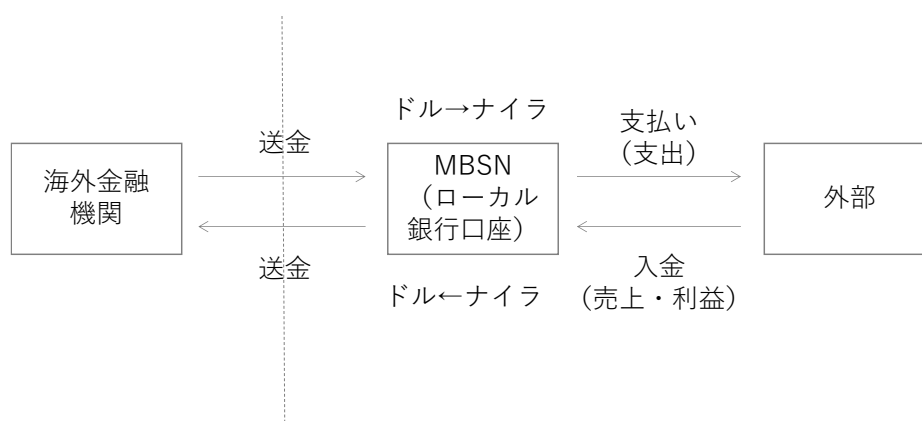 ドル→ナイラ
支払い
（支出）
送金
海外金融
機関
MBSN
（ローカル
銀行口座）
外部
送金
ドル←ナイラ
入金
（売上・利益）